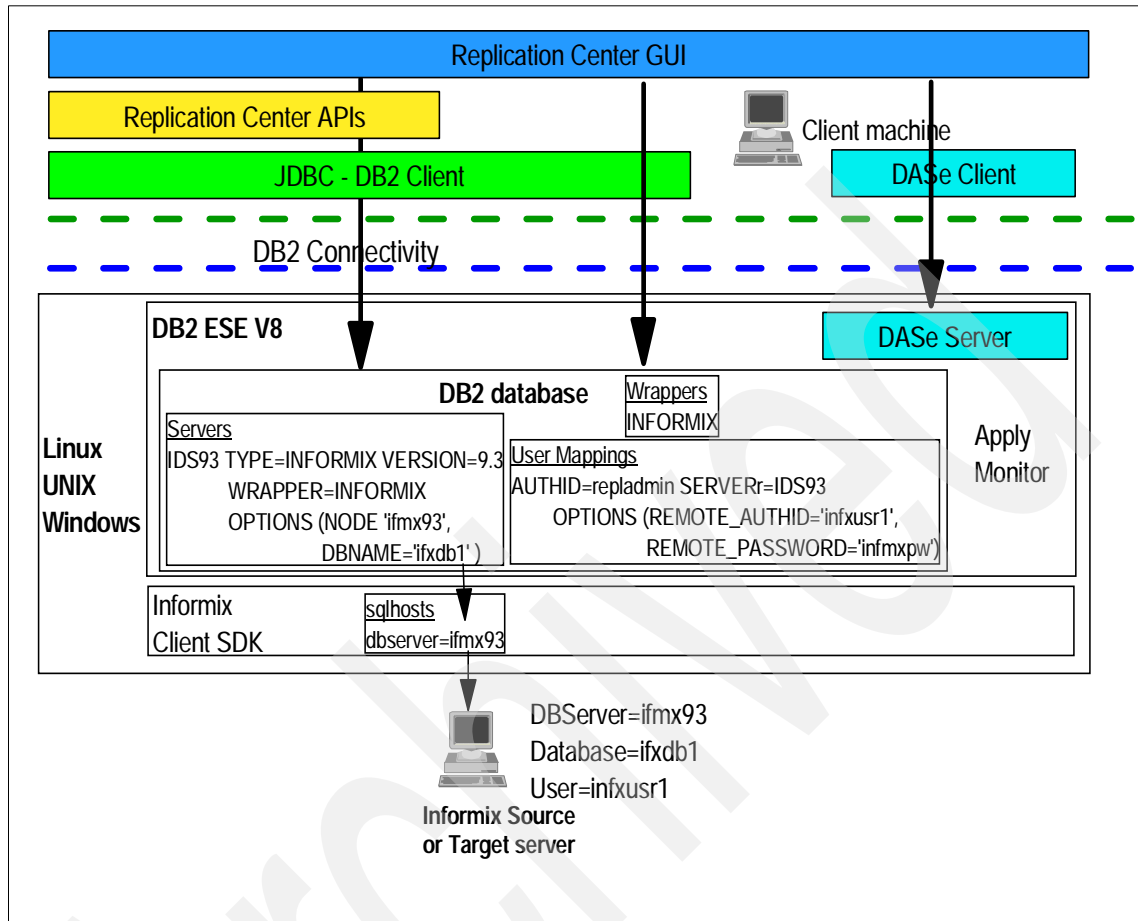 Replication Center GUI
Replication Center APIs
Client machine
JDBC - DB2 Client
DASe Client
DB2 Connectivity
DB2 ESE V8
DASe Server
DB2 database
Wrappers
INFORMIX
Servers
IDS93 TYPE=INFORMIX VERSION=9.3
WRAPPER=INFORMIX
OPTIONS (NODE 'ifmx93',
DBNAME='ifxdb1' )
User Mappings
AUTHID=repladmin SERVERr=IDS93
OPTIONS (REMOTE_AUTHID='infxusr1',
REMOTE_PASSWORD='infmxpw')
Apply
Monitor
Linux
UNIX
Windows
Informix
Client SDK
sqlhosts
dbserver=ifmx93
DBServer=ifmx93
Database=ifxdb1
User=infxusr1
Informix Source
or Target server